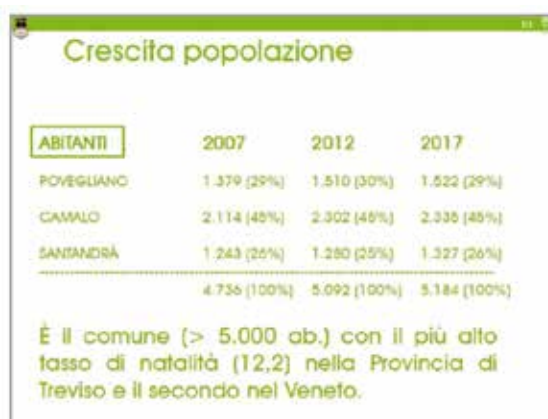 Crescita popolazione
ABITANTI 2007 2012 2017
POVEGLIANO 1.379 (29%) 1.510 (30%) 1.522 (29%)
CAMALO 2.114 (45%) 2.302 (45%) 2.335 (45%)
SANTANDRÀ 1.243 (26%) 1.280 (25%) 1.327 (26%)
4.736 (100%) 5.092 (100%) 5.184 (100%)
È il comune (> 5.000 ab.) con il più alto
tasso di natalità (12,2) nella Provincia di
Treviso e il secondo nel Veneto.